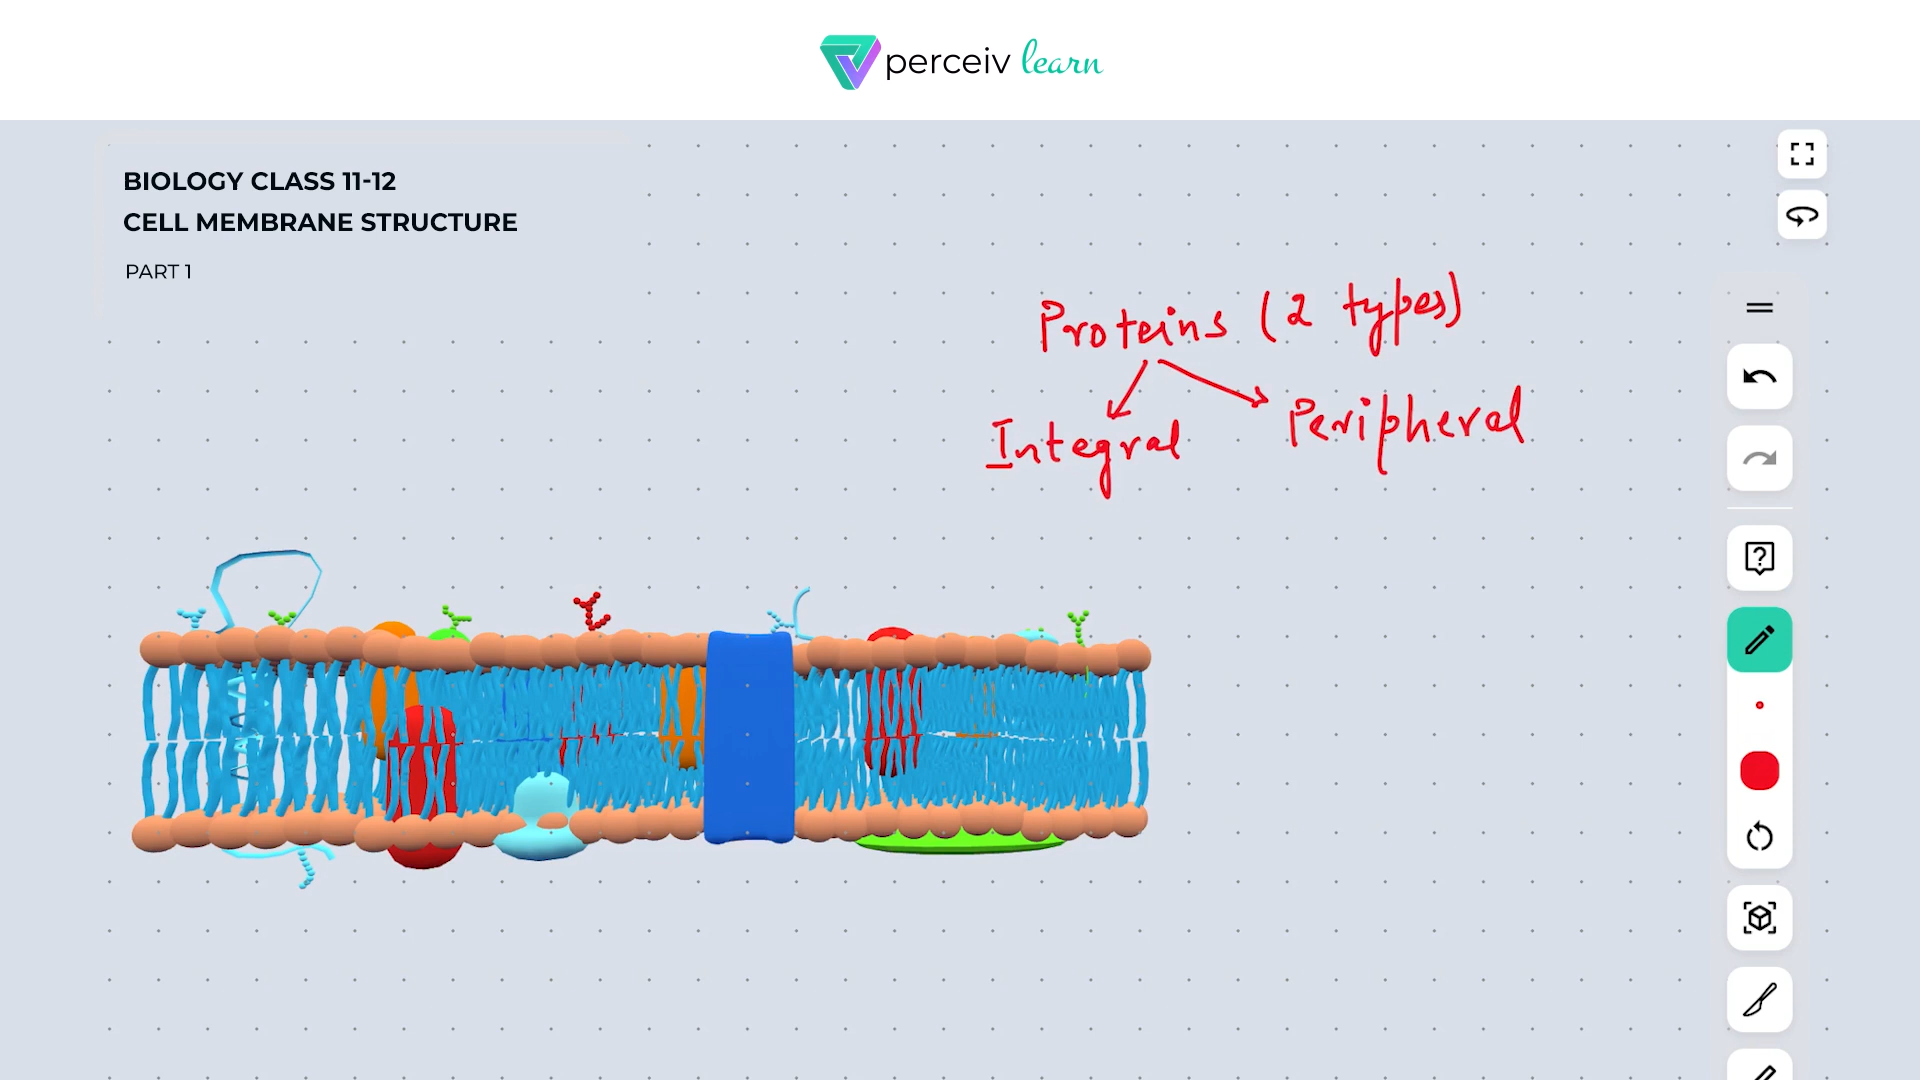 perceiv learn
BIOLOGY CLASS 11-12
CELL MEMBRANE STRUCTURE
PART 1
Proteins (2 types)
Integral Peripheral